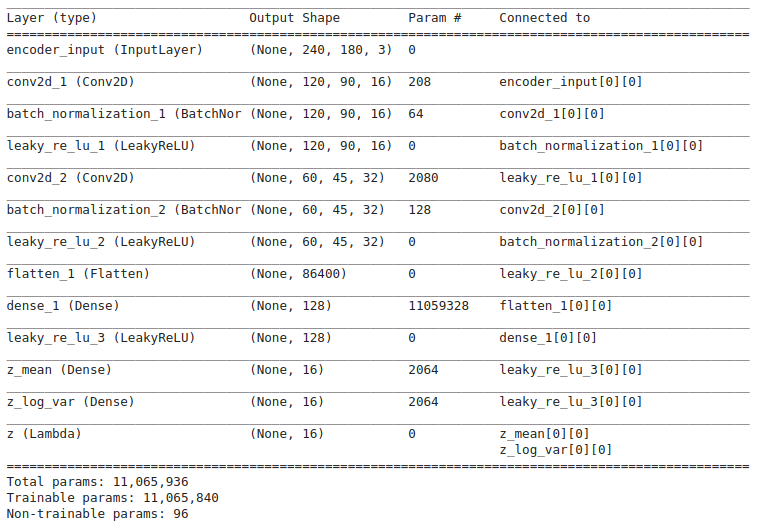 Layer (type) Output Shape Param # Connected to
==================================================================================================
encoder_input (InputLayer) (None, 240, 180, 3) 0
conv2d_1 (Conv2D) (None, 120, 90, 16) 208 encoder_input[0][0]
batch_normalization_1 (BatchNor (None, 120, 90, 16) 64 conv2d_1[0][0]
leaky_re_lu_1 (LeakyReLU) (None, 120, 90, 16) 0 batch_normalization_1[0][0]
conv2d_2 (Conv2D) (None, 60, 45, 32) 2080 leaky_re_lu_1[0][0]
batch_normalization_2 (BatchNor (None, 60, 45, 32) 128 conv2d_2[0][0]
leaky_re_lu_2 (LeakyReLU) (None, 60, 45, 32) 0 batch_normalization_2[0][0]
flatten_1 (Flatten) (None, 86400) 0 leaky_re_lu_2[0][0]
dense_1 (Dense) (None, 128) 11059328 flatten_1[0][0]
leaky_re_lu_3 (LeakyReLU) (None, 128) 0 dense_1[0][0]
z_mean (Dense) (None, 16) 2064 leaky_re_lu_3[0][0]
z_log_var (Dense) (None, 16) 2064 leaky_re_lu_3[0][0]
z (Lambda) (None, 16) 0 z_mean[0][0]
z_log_var[0][0]
==================================================================================================
Total params: 11,065,936
Trainable params: 11,065,840
Non-trainable params: 96